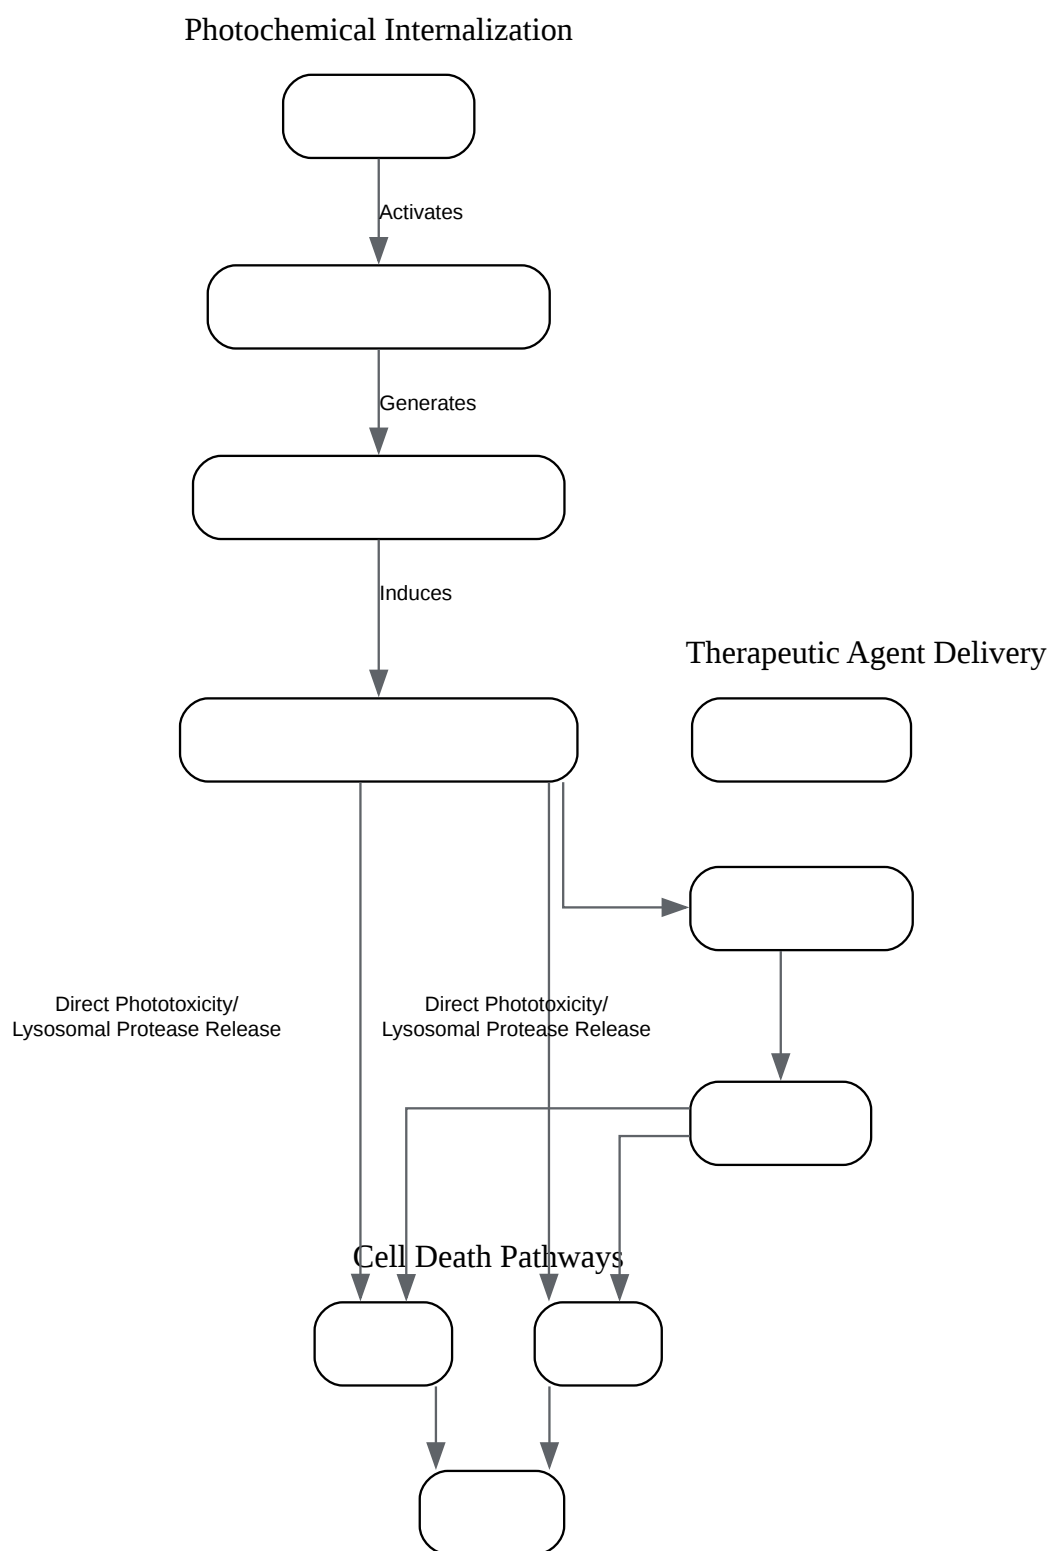 Photochemical Internalization
Activates
Generates
Induces
Therapeutic Agent Delivery
Direct Phototoxicity/
Lysosomal Protease Release
Direct Phototoxicity/
Lysosomal Protease Release
Cell Death Pathways